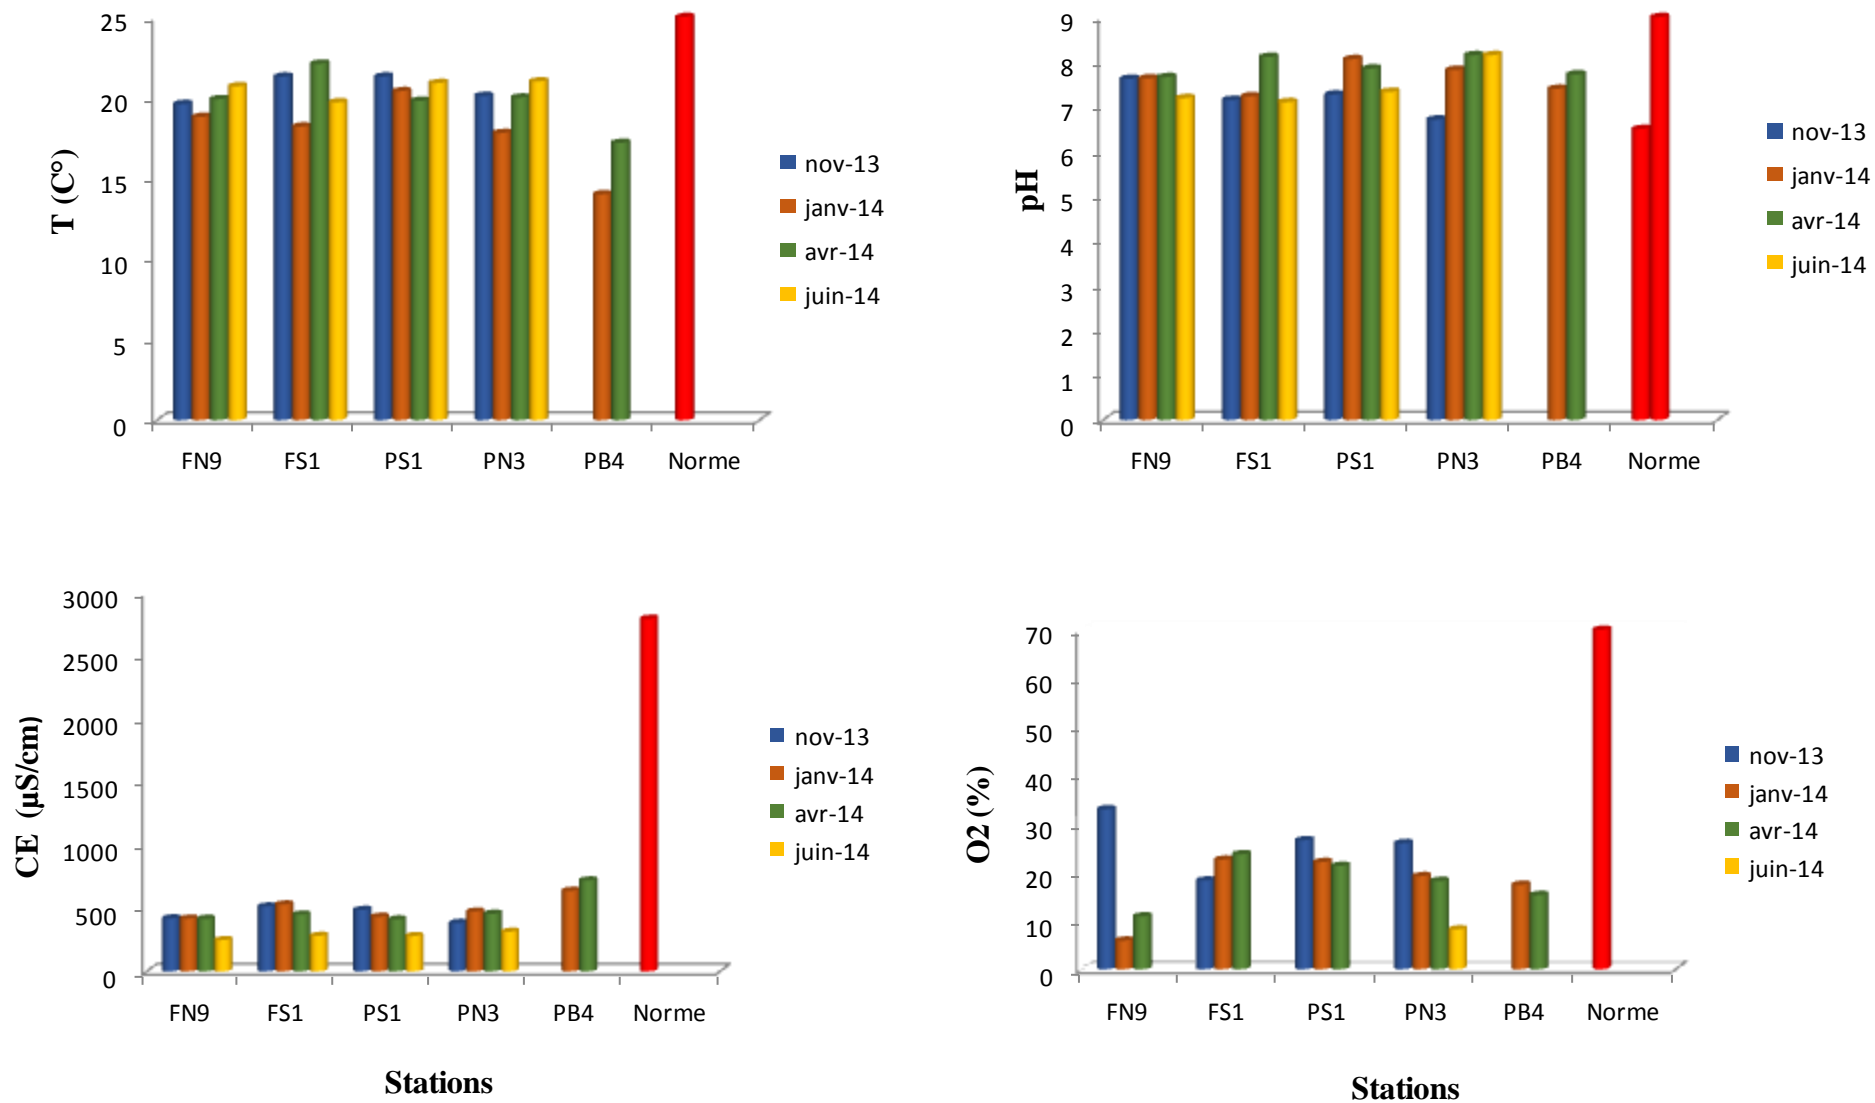 25
20
15
10
5
0
T (C°)
FN9 FS1 PS1 PN3 PB4 Norme
nov-13
janv-14
avr-14
juin-14
9
8
7
6
5
4
3
2
1
0
pH
FN9 FS1 PS1 PN3 PB4 Norme
nov-13
janv-14
avr-14
juin-14
3000
2500
2000
1500
1000
500
0
CE (µS/cm)
FN9 FS1 PS1 PN3 PB4 Norme
Stations
nov-13
janv-14
avr-14
juin-14
70
60
50
40
30
20
10
0
O2 (%)
FN9 FS1 PS1 PN3 PB4 Norme
Stations
nov-13
janv-14
avr-14
juin-14